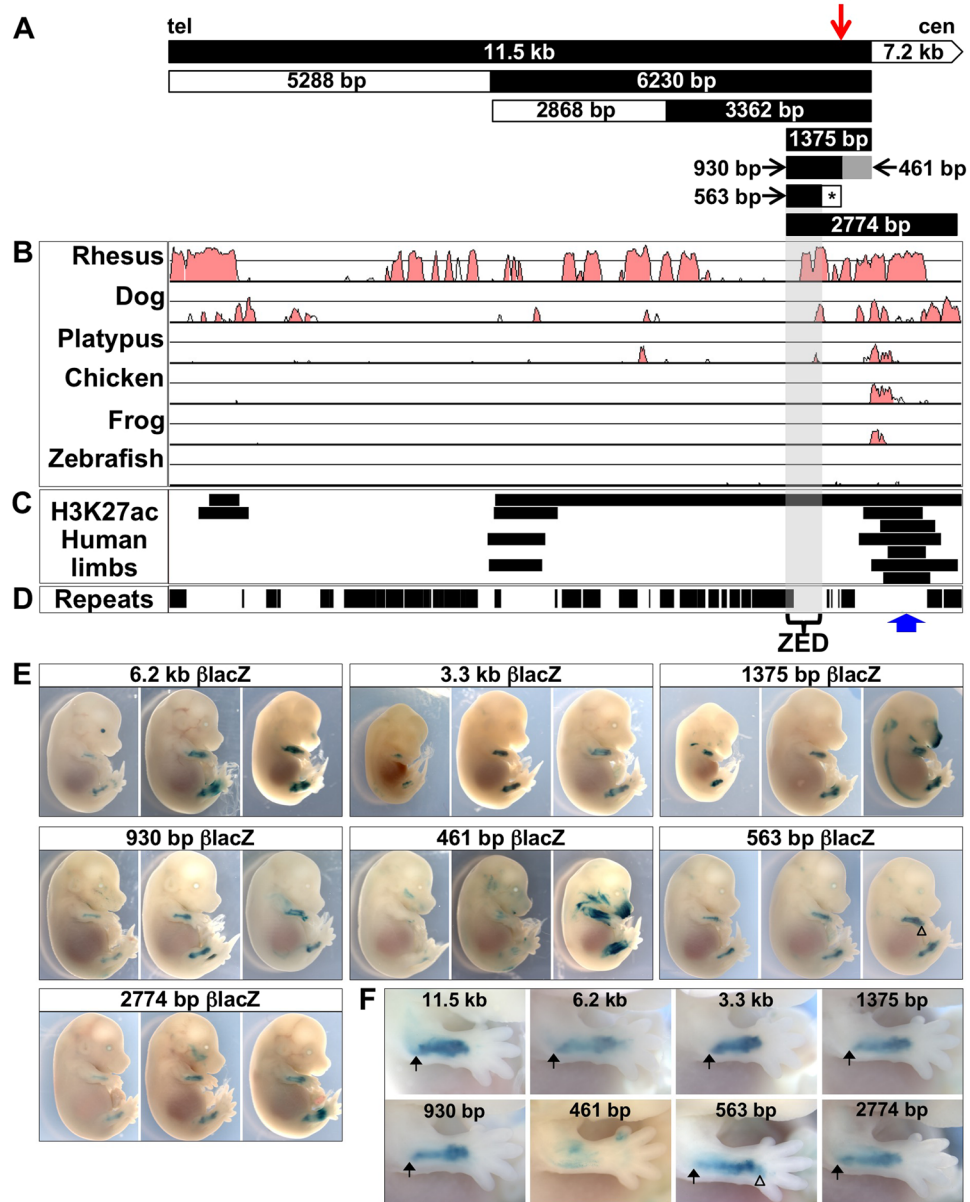 A
tel
cen
11.5 kb
7.2 kb
5288 bp
6230 bp
2868 bp
3362 bp
1375 bp
930 bp
461 bp
563 bp
*
2774 bp
B
Rhesus
Dog
Platypus
Chicken
Frog
Zebrafish
C
H3K27ac
Human
limbs
D
Repeats
ZED
E
6.2 kb βlacZ
3.3 kb βlacZ
1375 bp βlacZ
930 bp βlacZ
461 bp βlacZ
563 bp βlacZ
2774 bp βlacZ
F
11.5 kb
6.2 kb
3.3 kb
1375 bp
930 bp
461 bp
563 bp
2774 bp